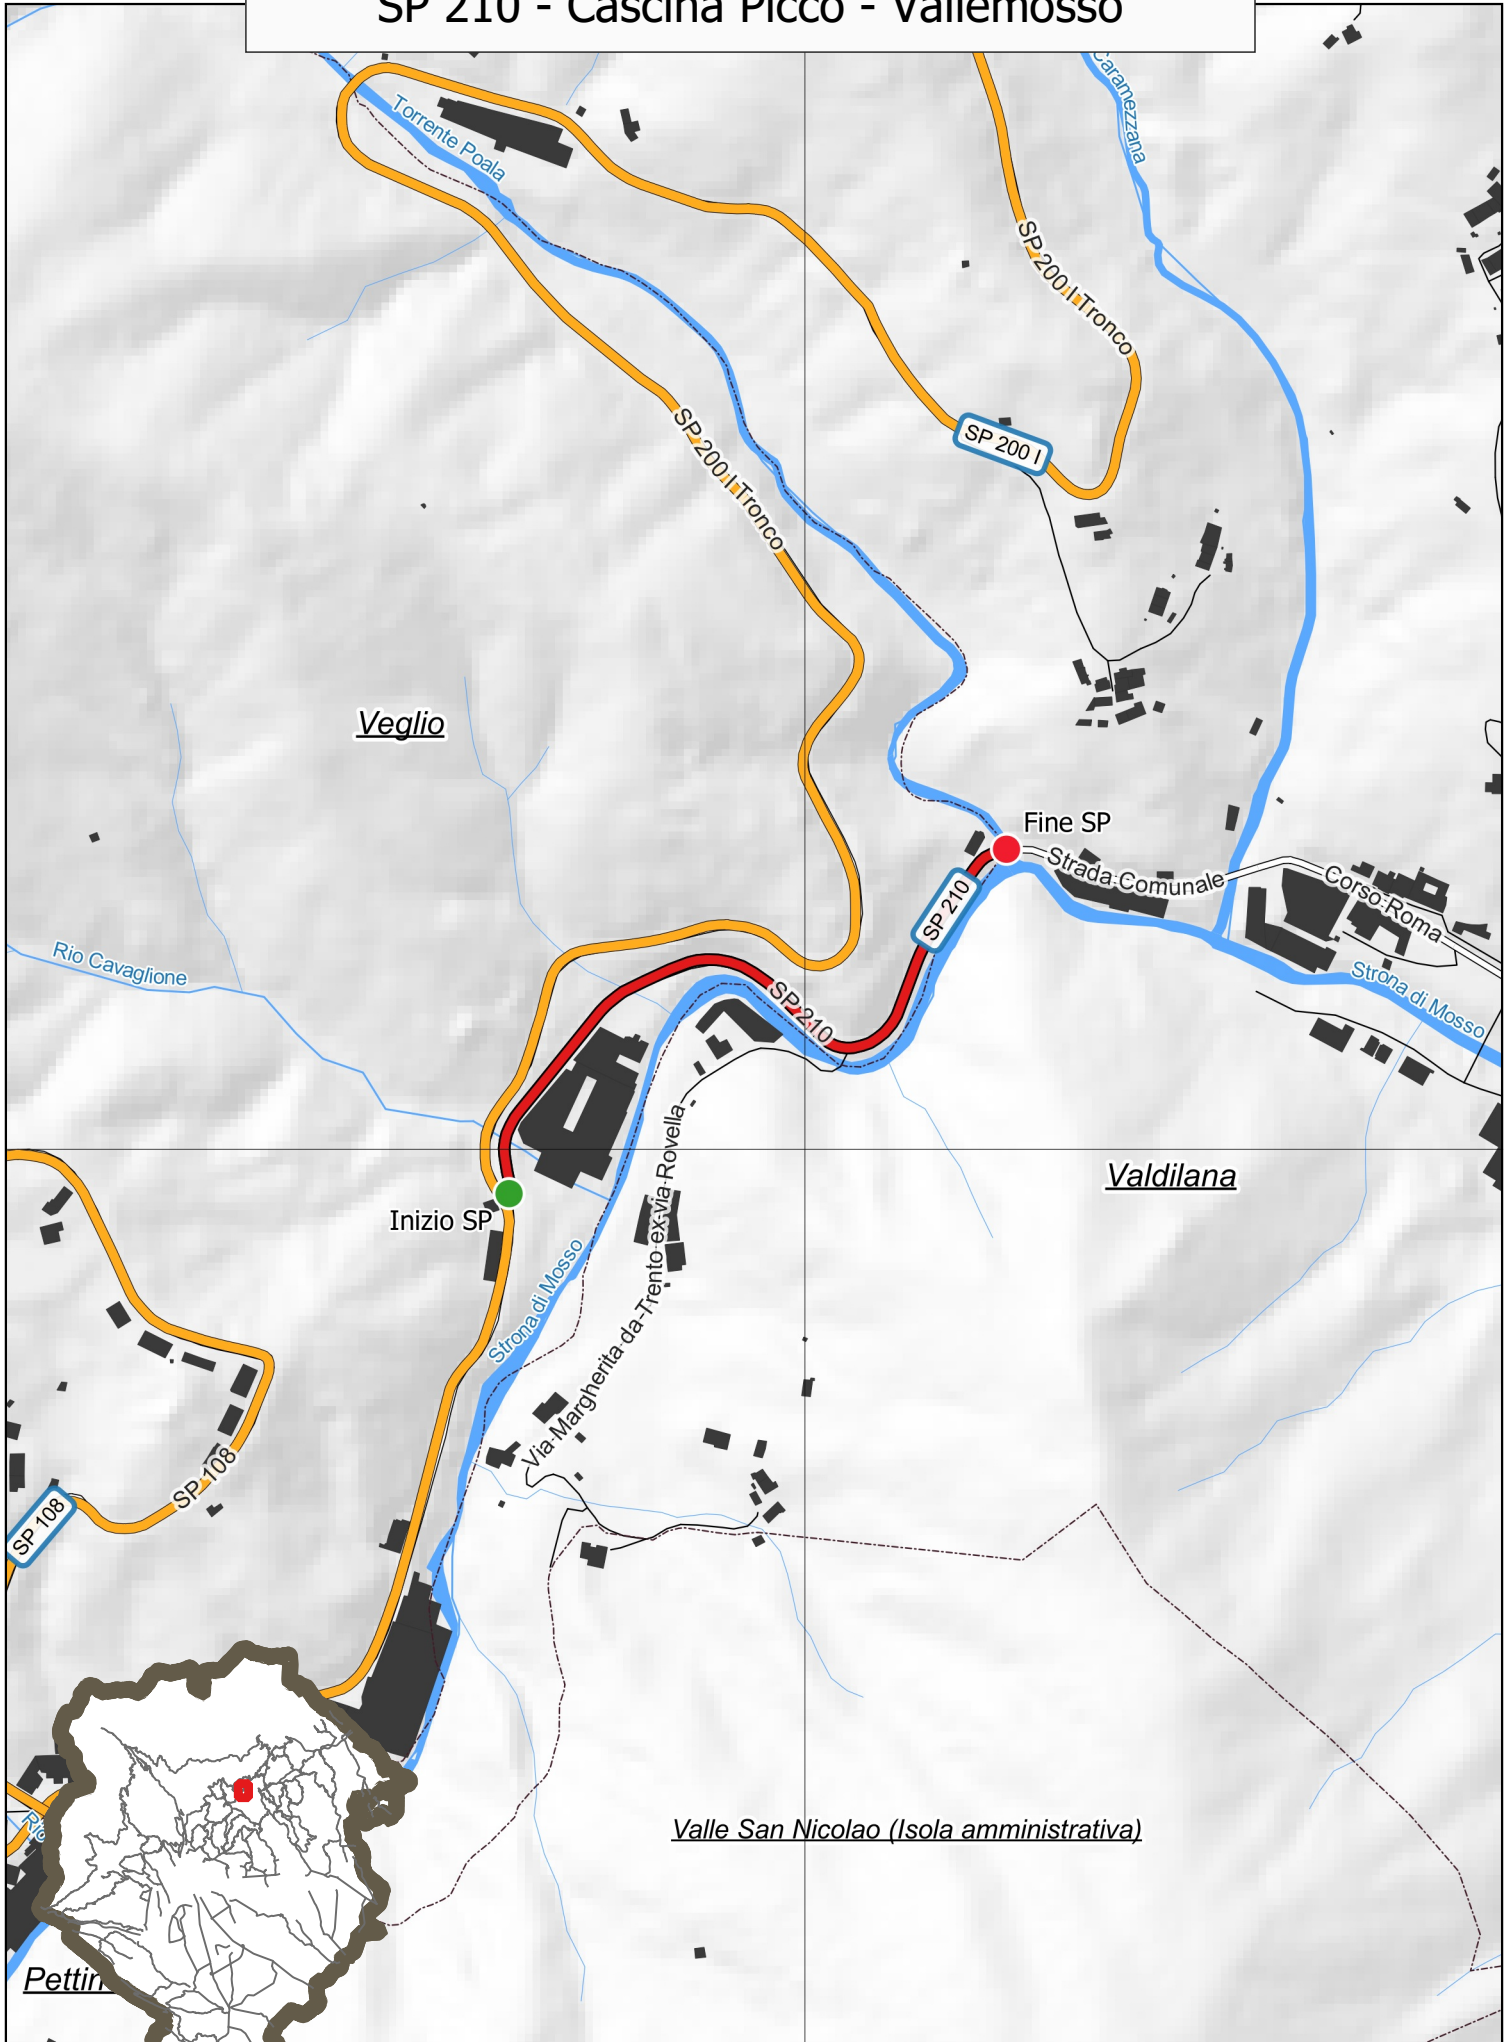 SP 210 - Cascina Picco - Vallemosso
Caramezzana
Torrente Poala
SP 200 I Tronco
SP 200 I
SP 200 I Tronco
Veglio
Fine SP
Strada Comunale
Corso Roma
SP 210
Rio Cavaglione
Strona di Mosso
SP 210
Via Margherita da Trento ex via Rovella
Valdilana
Inizio SP
Strona di Mosso
SP 108
SP 108
Valle San Nicolao (Isola amministrativa)
Rio
Pettin